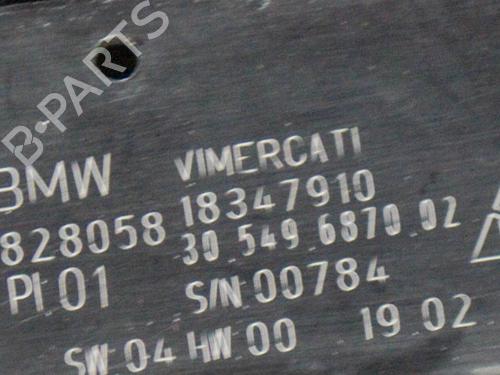 B-PARTS
BMW VIMERCATI
828058 18347910
30.549.6870.02
PI 01 S/N 00784
SW 04 HW 00 19 02